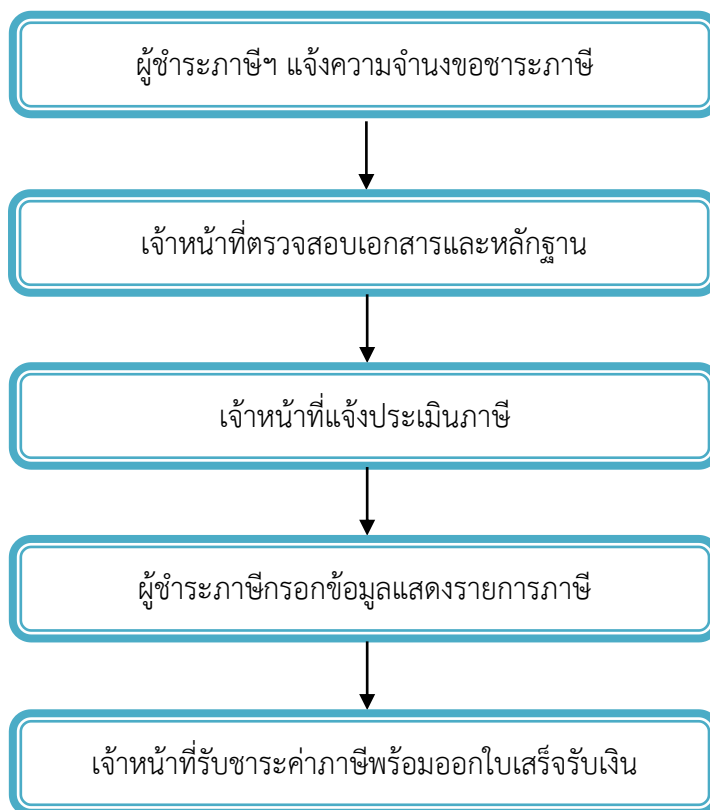 ผู้ชำระภาษีฯ แจ้งความจำนงขอชาระภาษี
เจ้าหน้าที่ตรวจสอบเอกสารและหลักฐาน
เจ้าหน้าที่แจ้งประเมินภาษี
ผู้ชำระภาษีกรอกข้อมูลแสดงรายการภาษี
เจ้าหน้าที่รับชาระค่าภาษีพร้อมออกใบเสร็จรับเงิน